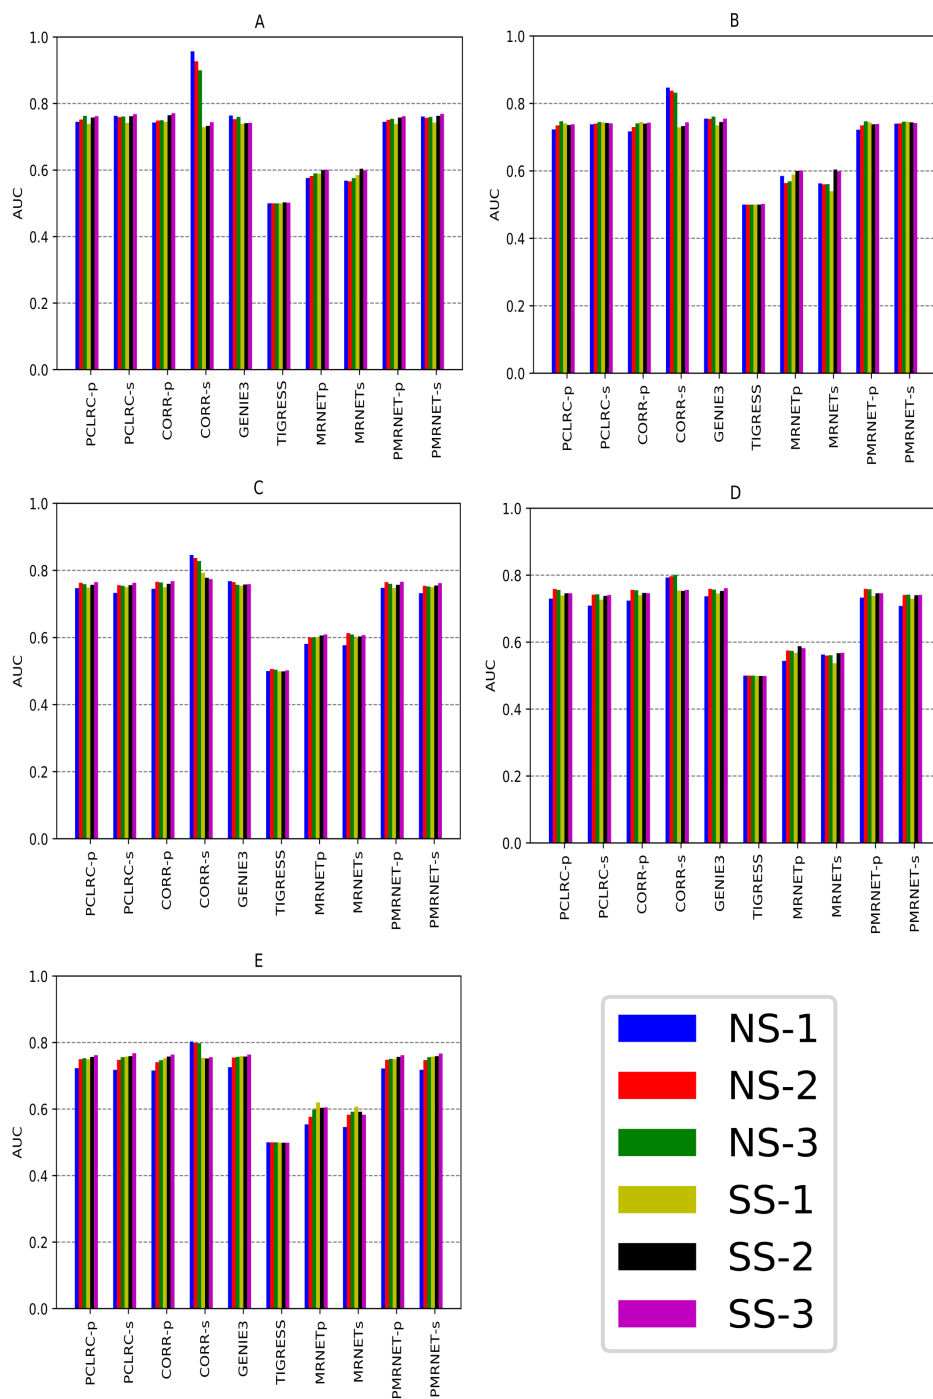 A
1.0
0.8
0.6
0.4
0.2
0.0
AUC
PCLRC-p
PCLRC-s
CORR-p
CORR-s
GENIE3
TIGRESS
MRNETp
MRNETs
PMRNET-p
PMRNET-s
B
1.0
0.8
0.6
0.4
0.2
0.0
AUC
PCLRC-p
PCLRC-s
CORR-p
CORR-s
GENIE3
TIGRESS
MRNETp
MRNETs
PMRNET-p
PMRNET-s
C
1.0
0.8
0.6
0.4
0.2
0.0
AUC
PCLRC-p
PCLRC-s
CORR-p
CORR-s
GENIE3
TIGRESS
MRNETp
MRNETs
PMRNET-p
PMRNET-s
D
1.0
0.8
0.6
0.4
0.2
0.0
AUC
PCLRC-p
PCLRC-s
CORR-p
CORR-s
GENIE3
TIGRESS
MRNETp
MRNETs
PMRNET-p
PMRNET-s
E
1.0
0.8
0.6
0.4
0.2
0.0
AUC
PCLRC-p
PCLRC-s
CORR-p
CORR-s
GENIE3
TIGRESS
MRNETp
MRNETs
PMRNET-p
PMRNET-s
NS-1
NS-2
NS-3
SS-1
SS-2
SS-3